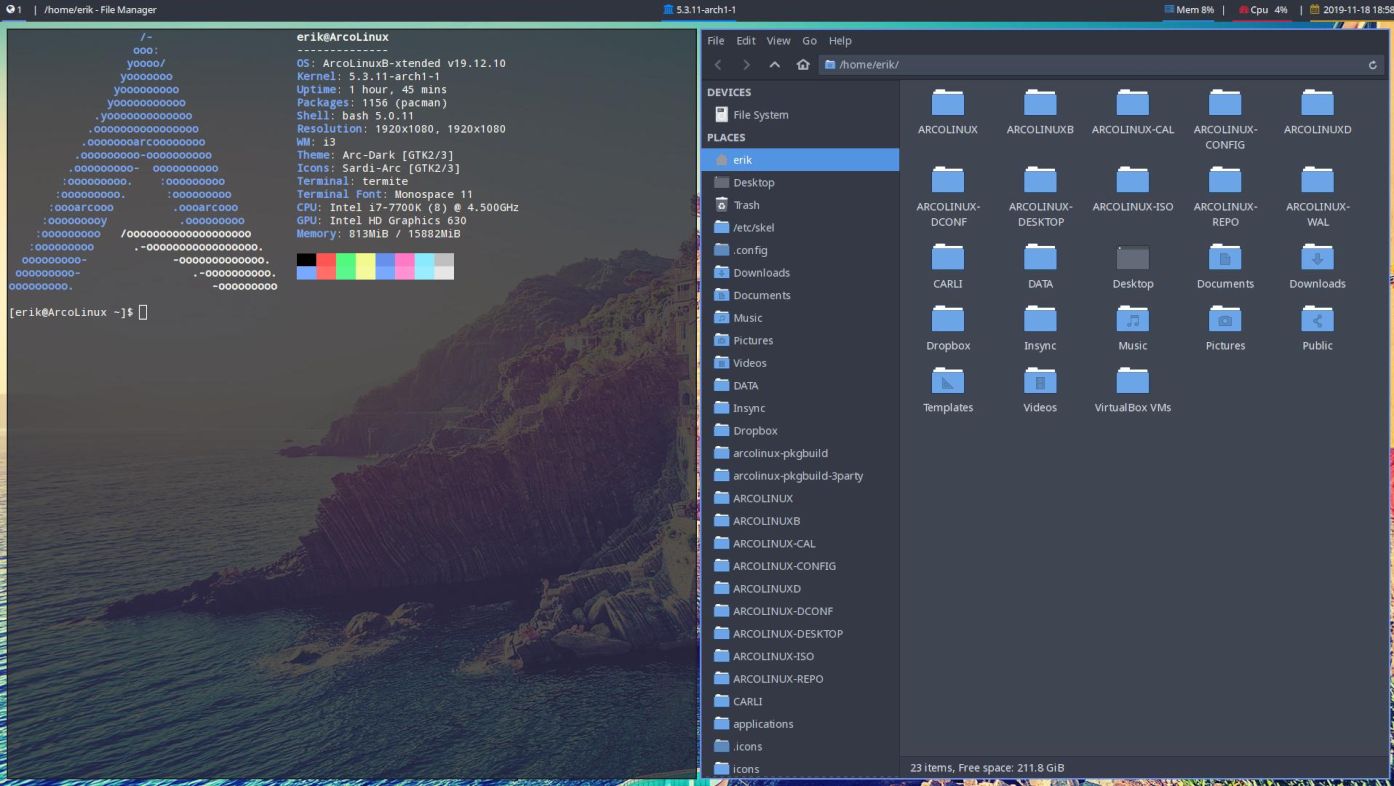 1 | /home/erik - File Manager
5.3.11-arch1-1
Mem 8% | Cpu 4% | 2019-11-18 18:58
/-
ooo:
yoooo/
yooooooo
yooooooooo
yooooooooooo
.yooooooooooooo
.oooooooooooooooo
.oooooooarcoooooooo
.ooooooooo-oooooooooo
.ooooooooo-  oooooooooo
:ooooooooo.    :ooooooooo
:ooooooooo.      :ooooooooo
:oooarcooo         .oooarcooo
:ooooooooy           .ooooooooo
:ooooooooo   /ooooooooooooooooooo
:ooooooooo      .-ooooooooooooooooo.
ooooooooo-             -ooooooooooooo.
ooooooooo-                 .-oooooooooo.
ooooooooo.                     -ooooooooo
erik@ArcoLinux
--------------
OS: ArcoLinuxB-xtended v19.12.10
Kernel: 5.3.11-arch1-1
Uptime: 1 hour, 45 mins
Packages: 1156 (pacman)
Shell: bash 5.0.11
Resolution: 1920x1080, 1920x1080
WM: i3
Theme: Arc-Dark [GTK2/3]
Icons: Sardi-Arc [GTK2/3]
Terminal: termite
Terminal Font: Monospace 11
CPU: Intel i7-7700K (8) @ 4.500GHz
GPU: Intel HD Graphics 630
Memory: 813MiB / 15882MiB
[erik@ArcoLinux ~]$
File Edit View Go Help
/home/erik/
DEVICES
File System
PLACES
erik
Desktop
Trash
/etc/skel
.config
Downloads
Documents
Music
Pictures
Videos
DATA
Insync
Dropbox
arcolinux-pkgbuild
arcolinux-pkgbuild-3party
ARCOLINUX
ARCOLINUXB
ARCOLINUX-CAL
ARCOLINUX-CONFIG
ARCOLINUXD
ARCOLINUX-DCONF
ARCOLINUX-DESKTOP
ARCOLINUX-ISO
ARCOLINUX-REPO
CARLI
applications
.icons
icons
ARCOLINUX
ARCOLINUXB
ARCOLINUX-CAL
ARCOLINUX-
CONFIG
ARCOLINUXD
ARCOLINUX-
DCONF
ARCOLINUX-
DESKTOP
ARCOLINUX-ISO
ARCOLINUX-
REPO
ARCOLINUX-
WAL
CARLI
DATA
Desktop
Documents
Downloads
Dropbox
Insync
Music
Pictures
Public
Templates
Videos
VirtualBox VMs
23 items, Free space: 211.8 GiB